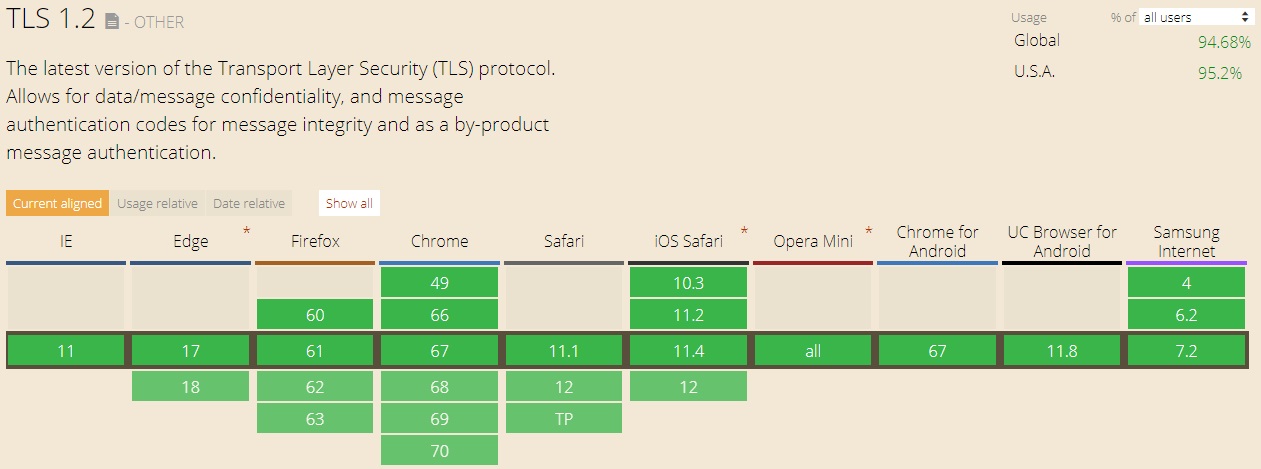 TLS 1.2 - OTHER
Usage % of all users
Global 94.68%
U.S.A. 95.2%
The latest version of the Transport Layer Security (TLS) protocol.
Allows for data/message confidentiality, and message
authentication codes for message integrity and as a by-product
message authentication.
Current aligned Usage relative Date relative Show all
IE Edge * Firefox Chrome Safari iOS Safari * Opera Mini * Chrome for Android UC Browser for Android Samsung Internet
49 10.3 4
60 66 11.2 6.2
11 17 61 67 11.1 11.4 all 67 11.8 7.2
18 62 68 12 12
63 69 TP
70